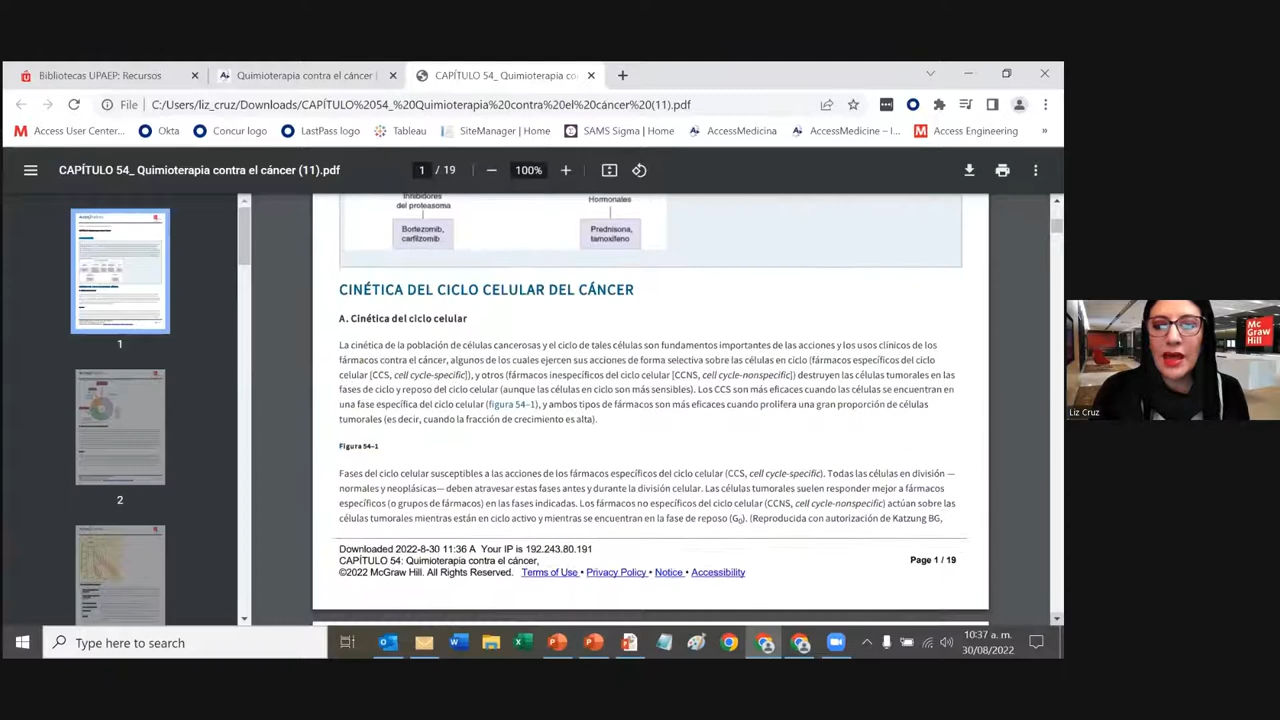 Bibliotecas UPAEP: Recursos
Quimioterapia contra el cáncer |
CAPÍTULO 54_ Quimioterapia co
File C:/Users/liz_cruz/Downloads/CAPÍTULO%2054_%20Quimioterapia%20contra%20el%20cáncer%20(11).pdf
Access User Center... Okta Concur logo LastPass logo Tableau SiteManager | Home SAMS Sigma | Home AccessMedicina AccessMedicine – I... Access Engineering »
CAPÍTULO 54_ Quimioterapia contra el cáncer (11).pdf 1 / 19 100%
1
2
Inhibidores
del proteasoma
Bortezomib,
carfilzomib
Hormonales
Prednisona,
tamoxifeno
CINÉTICA DEL CICLO CELULAR DEL CÁNCER
A. Cinética del ciclo celular
La cinética de la población de células cancerosas y el ciclo de tales células son fundamentos importantes de las acciones y los usos clínicos de los
fármacos contra el cáncer, algunos de los cuales ejercen sus acciones de forma selectiva sobre las células en ciclo (fármacos específicos del ciclo
celular [CCS, cell cycle-specific]), y otros (fármacos inespecíficos del ciclo celular [CCNS, cell cycle-nonspecific]) destruyen las células tumorales en las
fases de ciclo y reposo del ciclo celular (aunque las células en ciclo son más sensibles). Los CCS son más eficaces cuando las células se encuentran en
una fase específica del ciclo celular (figura 54–1), y ambos tipos de fármacos son más eficaces cuando prolifera una gran proporción de células
tumorales (es decir, cuando la fracción de crecimiento es alta).
Figura 54–1
Fases del ciclo celular susceptibles a las acciones de los fármacos específicos del ciclo celular (CCS, cell cycle-specific). Todas las células en división —
normales y neoplásicas— deben atravesar estas fases antes y durante la división celular. Las células tumorales suelen responder mejor a fármacos
específicos (o grupos de fármacos) en las fases indicadas. Los fármacos no específicos del ciclo celular (CCNS, cell cycle-nonspecific) actúan sobre las
células tumorales mientras están en ciclo activo y mientras se encuentran en la fase de reposo (G0). (Reproducida con autorización de Katzung BG,
Downloaded 2022-8-30 11:36 A Your IP is 192.243.80.191
CAPÍTULO 54: Quimioterapia contra el cáncer,
©2022 McGraw Hill. All Rights Reserved. Terms of Use • Privacy Policy • Notice • Accessibility
Page 1 / 19
Mc
Graw
Hill
Liz Cruz
Type here to search
10:37 a. m.
30/08/2022